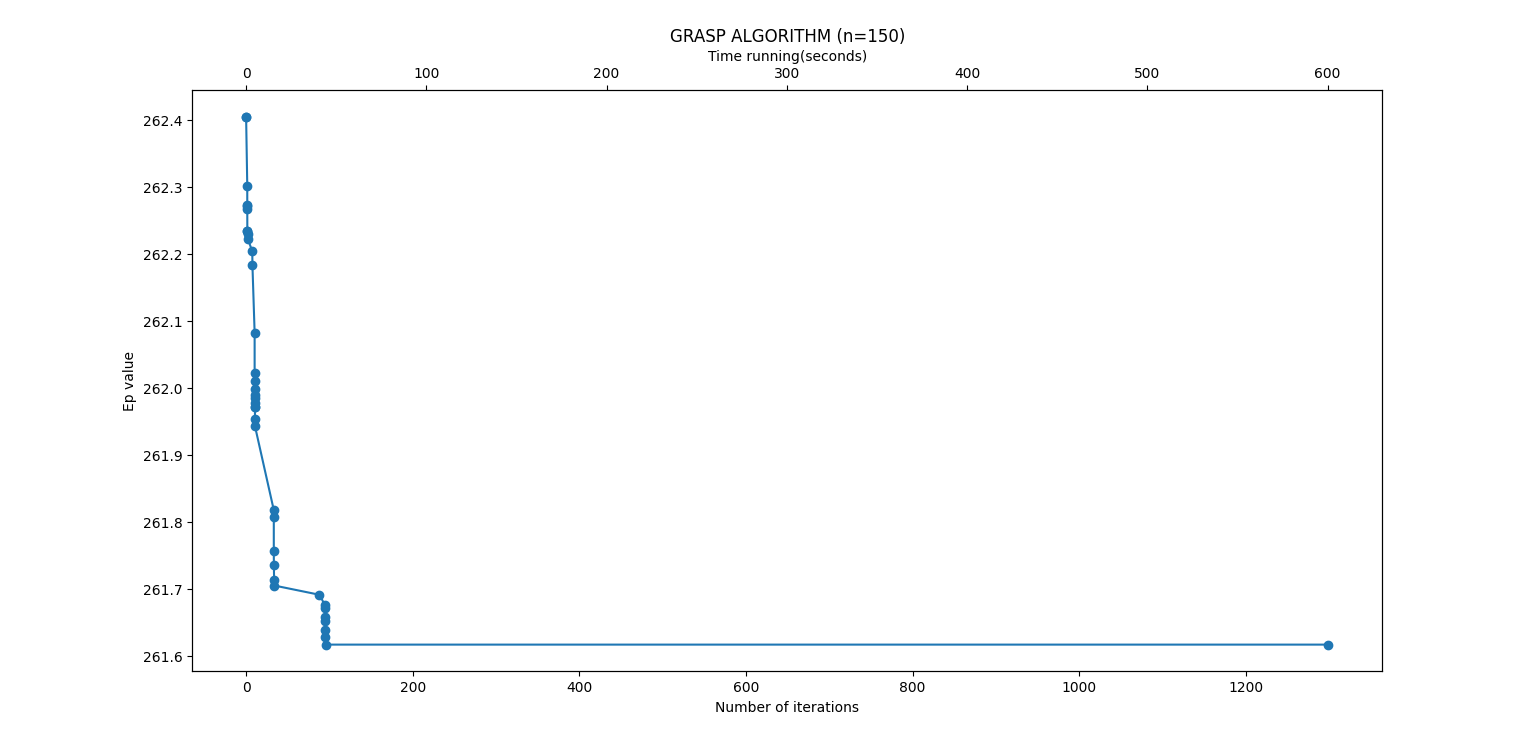 GRASP ALGORITHM (n=150)
Time running(seconds)
0 100 200 300 400 500 600
262.4
262.3
262.2
262.1
262.0
261.9
261.8
261.7
261.6
Ep value
0 200 400 600 800 1000 1200
Number of iterations